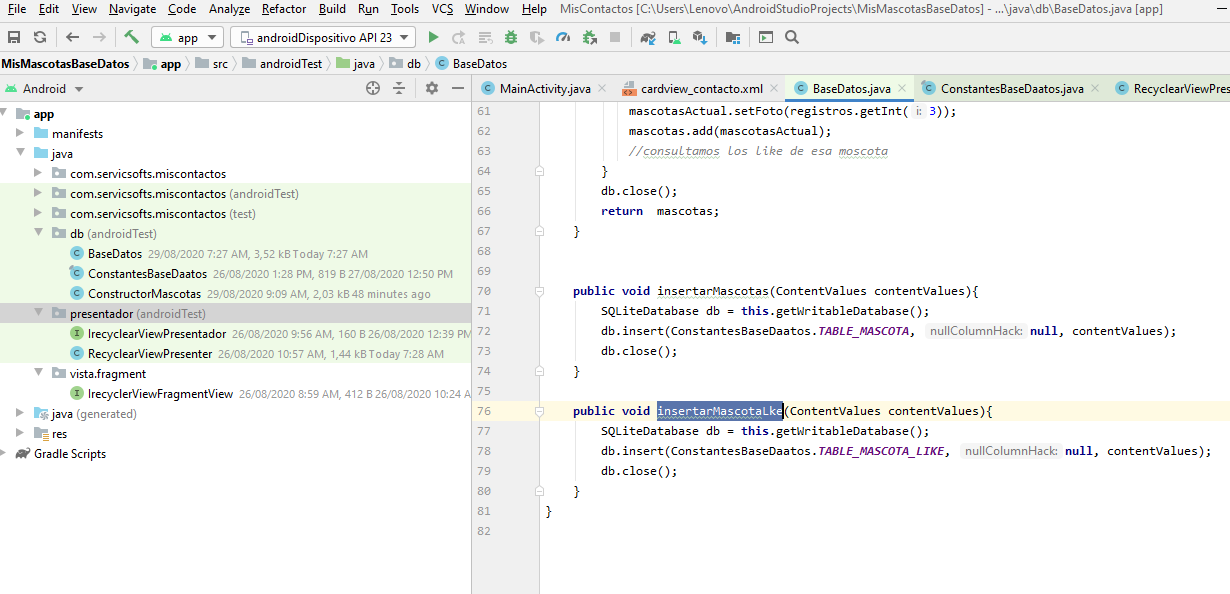 File Edit View Navigate Code Analyze Refactor Build Run Tools VCS Window Help MisContactos [C:\Users\Lenovo\AndroidStudioProjects\MisMascotasBaseDatos] - ...\java\db\BaseDatos.java [app]
app androidDispositivo API 23
MisMascotasBaseDatos app src androidTest java db BaseDatos
Android
MainActivity.java cardview_contacto.xml BaseDatos.java ConstantesBaseDaatos.java RecyclearViewPres
app
manifests
java
com.servicsofts.miscontactos
com.servicsofts.miscontactos (androidTest)
com.servicsofts.miscontactos (test)
db (androidTest)
BaseDatos 29/08/2020 7:27 AM, 3,52 kB Today 7:27 AM
ConstantesBaseDaatos 26/08/2020 1:28 PM, 819 B 27/08/2020 12:50 PM
ConstructorMascotas 29/08/2020 9:09 AM, 2,03 kB 48 minutes ago
presentador (androidTest)
IrecyclearViewPresentador 26/08/2020 9:56 AM, 160 B 26/08/2020 12:39 PM
RecyclearViewPresenter 26/08/2020 10:57 AM, 1,44 kB Today 7:28 AM
vista.fragment
IrecyclerViewFragmentView 26/08/2020 8:59 AM, 412 B 26/08/2020 10:24 A
java (generated)
res
Gradle Scripts
61 mascotasActual.setFoto(registros.getInt( i: 3));
62 mascotas.add(mascotasActual);
63 //consultamos los like de esa moscota
64 }
65 db.close();
66 return mascotas;
67 }
68
69
70 public void insertarMascotas(ContentValues contentValues){
71 SQLiteDatabase db = this.getWritableDatabase();
72 db.insert(ConstantesBaseDaatos.TABLE_MASCOTA, nullColumnHack: null, contentValues);
73 db.close();
74 }
75
76 public void insertarMascotaLke(ContentValues contentValues){
77 SQLiteDatabase db = this.getWritableDatabase();
78 db.insert(ConstantesBaseDaatos.TABLE_MASCOTA_LIKE, nullColumnHack: null, contentValues);
79 db.close();
80 }
81 }
82